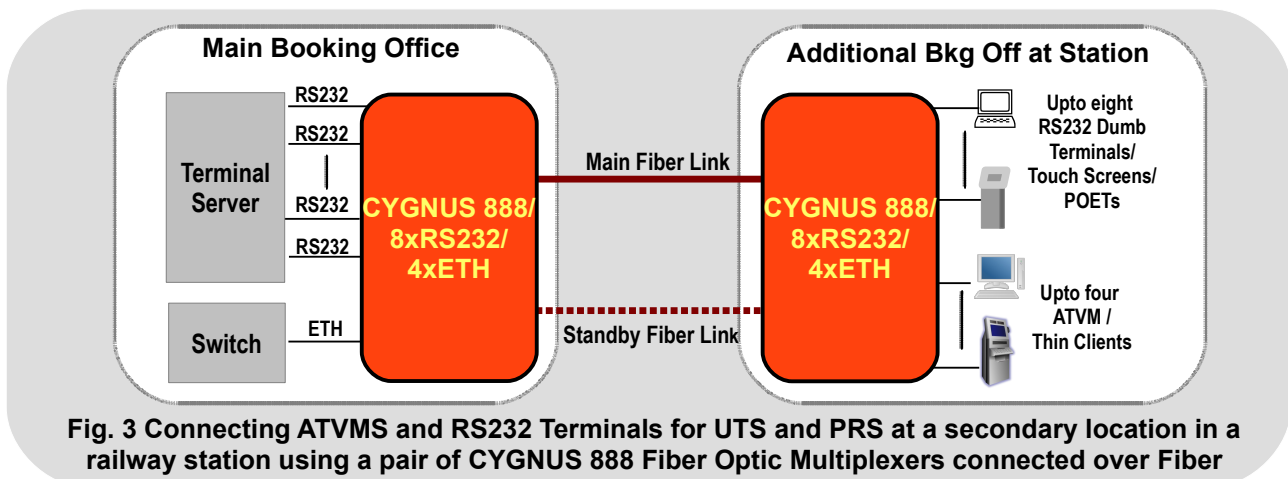 Main Booking Office
Terminal
Server
Switch
RS232
RS232
RS232
RS232
ETH
CYGNUS 888/
8xRS232/
4xETH
Main Fiber Link
Standby Fiber Link
Additional Bkg Off at Station
CYGNUS 888/
8xRS232/
4xETH
Upto eight
RS232 Dumb
Terminals/
Touch Screens/
POETs
Upto four
ATVM /
Thin Clients
Fig. 3 Connecting ATVMS and RS232 Terminals for UTS and PRS at a secondary location in a
railway station using a pair of CYGNUS 888 Fiber Optic Multiplexers connected over Fiber